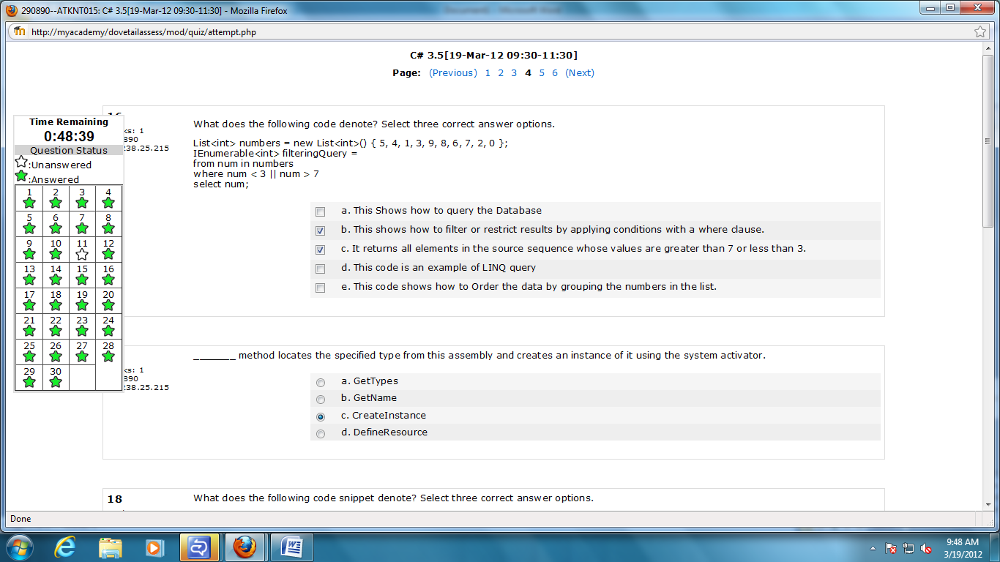 290890--ATKNT015: C# 3.5[19-Mar-12 09:30-11:30] - Mozilla Firefox
http://myacademy/dovetailassess/mod/quiz/attempt.php
C# 3.5[19-Mar-12 09:30-11:30]
Page: (Previous) 1 2 3 4 5 6 (Next)
Time Remaining
0:48:39
Question Status
:Unanswered
:Answered
1 2 3 4
5 6 7 8
9 10 11 12
13 14 15 16
17 18 19 20
21 22 23 24
25 26 27 28
29 30
ks: 1
890
238.25.215
What does the following code denote? Select three correct answer options.
List<int> numbers = new List<int>() { 5, 4, 1, 3, 9, 8, 6, 7, 2, 0 };
IEnumerable<int> filteringQuery =
from num in numbers
where num < 3 || num > 7
select num;
a. This Shows how to query the Database
b. This shows how to filter or restrict results by applying conditions with a where clause.
c. It returns all elements in the source sequence whose values are greater than 7 or less than 3.
d. This code is an example of LINQ query
e. This code shows how to Order the data by grouping the numbers in the list.
ks: 1
890
238.25.215
_______ method locates the specified type from this assembly and creates an instance of it using the system activator.
a. GetTypes
b. GetName
c. CreateInstance
d. DefineResource
18
What does the following code snippet denote? Select three correct answer options.
Done
9:48 AM
3/19/2012